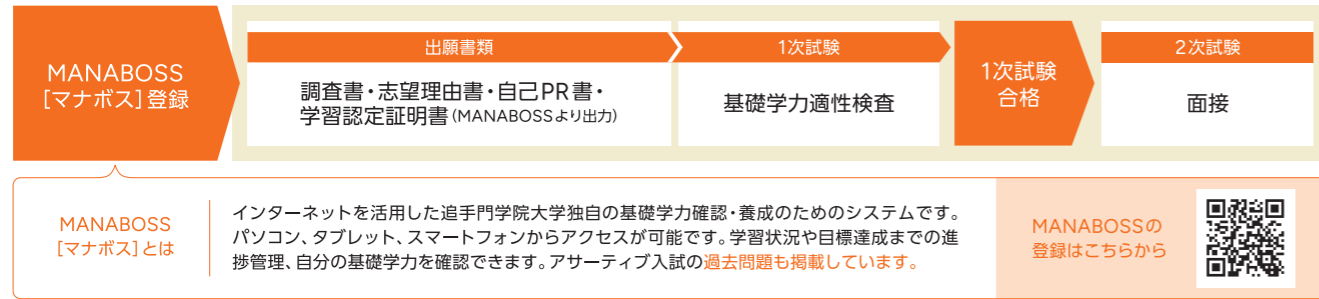 MANABOSS
[マナボス]登録
出願書類
調査書・志望理由書・自己PR書・
学習認定証明書(MANABOSSより出力)
1次試験
基礎学力適性検査
1次試験
合格
2次試験
面接
MANABOSS
[マナボス]とは
インターネットを活用した追手門学院大学独自の基礎学力確認・養成のためのシステムです。
パソコン、タブレット、スマートフォンからアクセスが可能です。学習状況や目標達成までの進
捗管理、自分の基礎学力を確認できます。アサーティブ入試の過去問題も掲載しています。
MANABOSSの
登録はこちらから